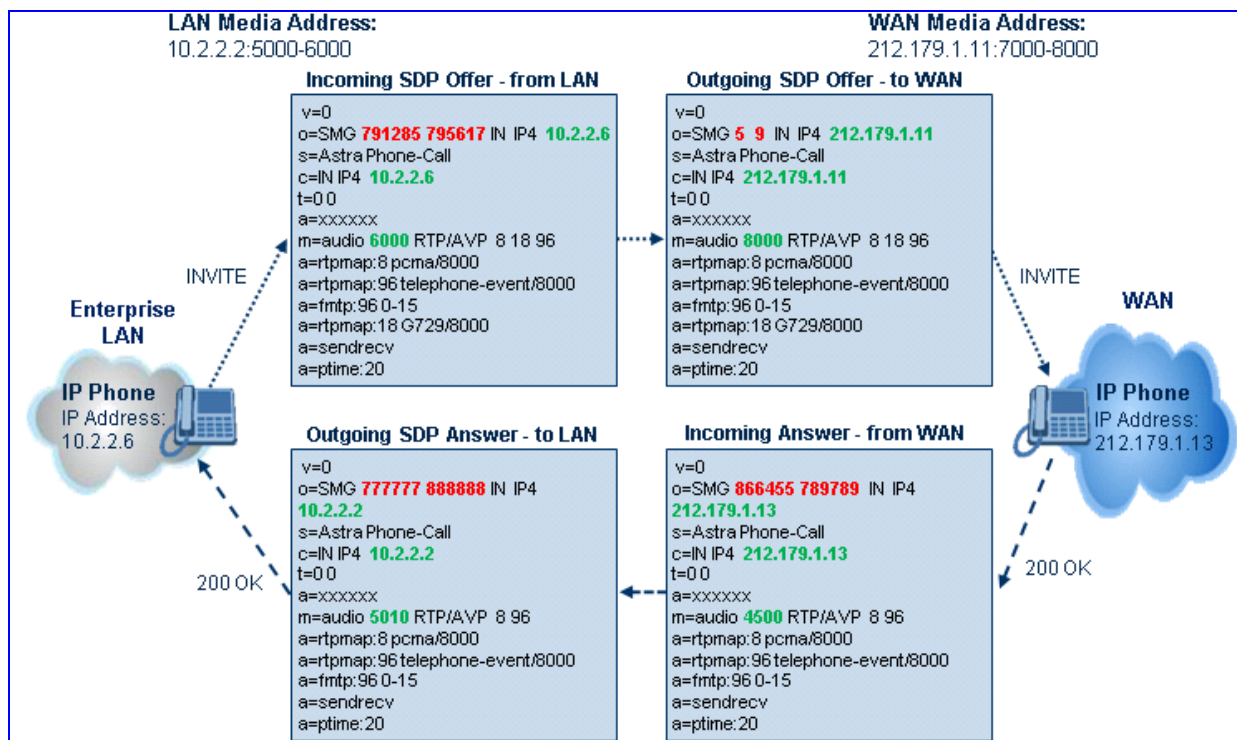 LAN Media Address:
10.2.2.2:5000-6000
WAN Media Address:
212.179.1.11:7000-8000
Incoming SDP Offer - from LAN
v=0
o=SMG 791285 795617 IN IP4 10.2.2.6
s=Astra Phone-Call
c=IN IP4 10.2.2.6
t=0 0
a=xxxxxx
m=audio 6000 RTP/AVP 8 18 96
a=rtpmap:8 pcma/8000
a=rtpmap:96 telephone-event/8000
a=fmtp:96 0-15
a=rtpmap:18 G729/8000
a=sendrecv
a=ptime:20
Outgoing SDP Offer - to WAN
v=0
o=SMG 5 9 IN IP4 212.179.1.11
s=Astra Phone-Call
c=IN IP4 212.179.1.11
t=0 0
a=xxxxxx
m=audio 8000 RTP/AVP 8 18 96
a=rtpmap:8 pcma/8000
a=rtpmap:96 telephone-event/8000
a=fmtp:96 0-15
a=rtpmap:18 G729/8000
a=sendrecv
a=ptime:20
INVITE
INVITE
Enterprise
LAN
IP Phone
IP Address:
10.2.2.6
WAN
IP Phone
IP Address:
212.179.1.13
Outgoing SDP Answer - to LAN
v=0
o=SMG 777777 888888 IN IP4
10.2.2.2
s=Astra Phone-Call
c=IN IP4 10.2.2.2
t=0 0
a=xxxxxx
m=audio 5010 RTP/AVP 8 96
a=rtpmap:8 pcma/8000
a=rtpmap:96 telephone-event/8000
a=fmtp:96 0-15
a=sendrecv
a=ptime:20
Incoming Answer - from WAN
v=0
o=SMG 866455 789789 IN IP4
212.179.1.13
s=Astra Phone-Call
c=IN IP4 212.179.1.13
t=0 0
a=xxxxxx
m=audio 4500 RTP/AVP 8 96
a=rtpmap:8 pcma/8000
a=rtpmap:96 telephone-event/8000
a=fmtp:96 0-15
a=sendrecv
a=ptime:20
200 OK
200 OK